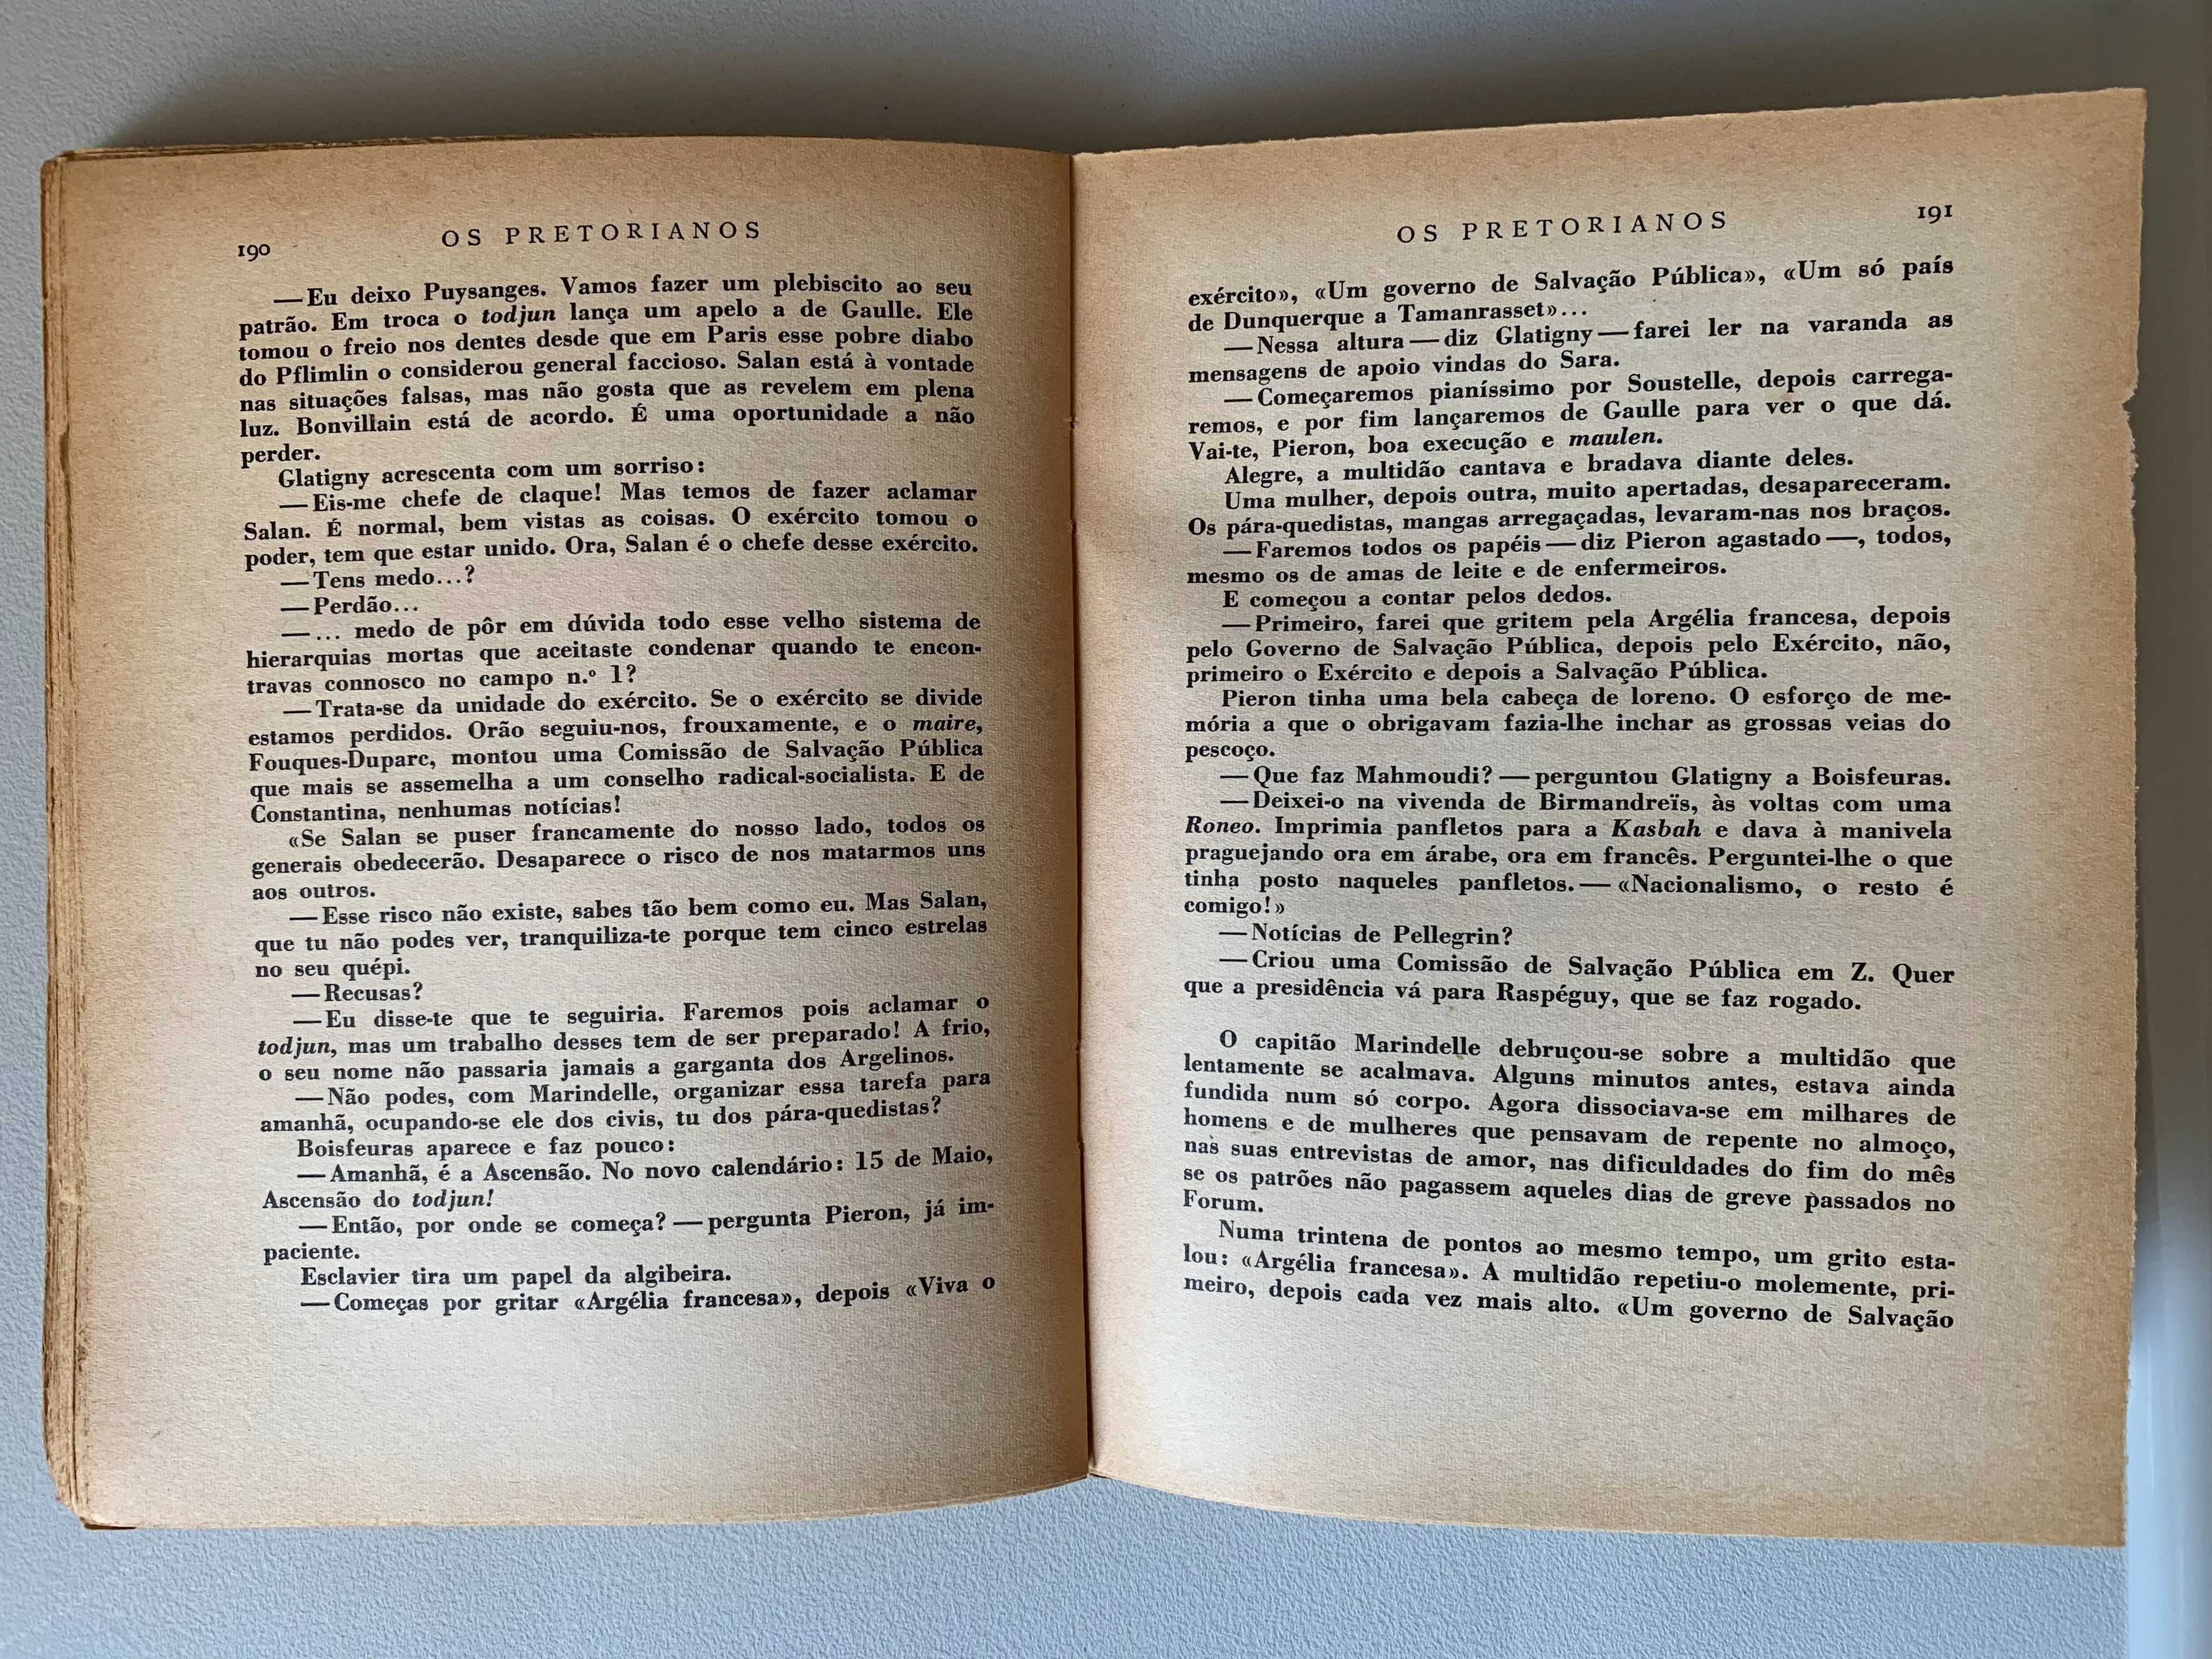 190
OS PRETORIANOS
—Eu deixo Puysanges. Vamos fazer um plebiscito ao seu
patrão. Em troca o todjun lança um apelo a de Gaulle. Ele
tomou o freio nos dentes desde que em Paris esse pobre diabo
do Pflimlin o considerou general faccioso. Salan está à vontade
nas situações falsas, mas não gosta que as revelem em plena
luz. Bonvillain está de acordo. É uma oportunidade a não
perder.
Glatigny acrescenta com um sorriso:
—Eis-me chefe de claque! Mas temos de fazer aclamar
Salan. É normal, bem vistas as coisas. O exército tomou o
poder, tem que estar unido. Ora, Salan é o chefe desse exército.
—Tens medo...?
—Perdão...
—... medo de pôr em dúvida todo esse velho sistema de
hierarquias mortas que aceitaste condenar quando te encon-
travas connosco no campo n.º 1?
—Trata-se da unidade do exército. Se o exército se divide
estamos perdidos. Orão seguiu-nos, frouxamente, e o maire,
Fouques-Duparc, montou uma Comissão de Salvação Pública
que mais se assemelha a um conselho radical-socialista. E de
Constantina, nenhumas notícias!
«Se Salan se puser francamente do nosso lado, todos os
generais obedecerão. Desaparece o risco de nos matarmos uns
aos outros.
—Esse risco não existe, sabes tão bem como eu. Mas Salan,
que tu não podes ver, tranquiliza-te porque tem cinco estrelas
no seu quépi.
—Recusas?
—Eu disse-te que te seguiria. Faremos pois aclamar o
todjun, mas um trabalho desses tem de ser preparado! A frio,
o seu nome não passaria jamais a garganta dos Argelinos.
—Não podes, com Marindelle, organizar essa tarefa para
amanhã, ocupando-se ele dos civis, tu dos pára-quedistas?
Boisfeuras aparece e faz pouco:
—Amanhã, é a Ascensão. No novo calendário: 15 de Maio,
Ascensão do todjun!
—Então, por onde se começa? — pergunta Pieron, já im-
paciente.
Esclavier tira um papel da algibeira.
—Começas por gritar «Argélia francesa», depois «Viva o
OS PRETORIANOS
191
exército», «Um governo de Salvação Pública», «Um só país
de Dunquerque a Tamanrasset»...
—Nessa altura — diz Glatigny — farei ler na varanda as
mensagens de apoio vindas do Sara.
—Começaremos pianíssimo por Soustelle, depois carrega-
remos, e por fim lançaremos de Gaulle para ver o que dá.
Vai-te, Pieron, boa execução e maulen.
Alegre, a multidão cantava e bradava diante deles.
Uma mulher, depois outra, muito apertadas, desapareceram.
Os pára-quedistas, mangas arregaçadas, levaram-nas nos braços.
—Faremos todos os papéis — diz Pieron agastado —, todos,
mesmo os de amas de leite e de enfermeiros.
E começou a contar pelos dedos.
—Primeiro, farei que gritem pela Argélia francesa, depois
pelo Governo de Salvação Pública, depois pelo Exército, não,
primeiro o Exército e depois a Salvação Pública.
Pieron tinha uma bela cabeça de loreno. O esforço de me-
mória a que o obrigavam fazia-lhe inchar as grossas veias do
pescoço.
—Que faz Mahmoudi? — perguntou Glatigny a Boisfeuras.
—Deixei-o na vivenda de Birmandreïs, às voltas com uma
Roneo. Imprimia panfletos para a Kasbah e dava à manivela
praguejando ora em árabe, ora em francês. Perguntei-lhe o que
tinha posto naqueles panfletos. — «Nacionalismo, o resto é
comigo!»
—Notícias de Pellegrin?
—Criou uma Comissão de Salvação Pública em Z. Quer
que a presidência vá para Raspéguy, que se faz rogado.
O capitão Marindelle debruçou-se sobre a multidão que
lentamente se acalmava. Alguns minutos antes, estava ainda
fundida num só corpo. Agora dissociava-se em milhares de
homens e de mulheres que pensavam de repente no almoço,
nas suas entrevistas de amor, nas dificuldades do fim do mês
se os patrões não pagassem aqueles dias de greve passados no
Forum.
Numa trintena de pontos ao mesmo tempo, um grito esta-
lou: «Argélia francesa». A multidão repetiu-o molemente, pri-
meiro, depois cada vez mais alto. «Um governo de Salvação